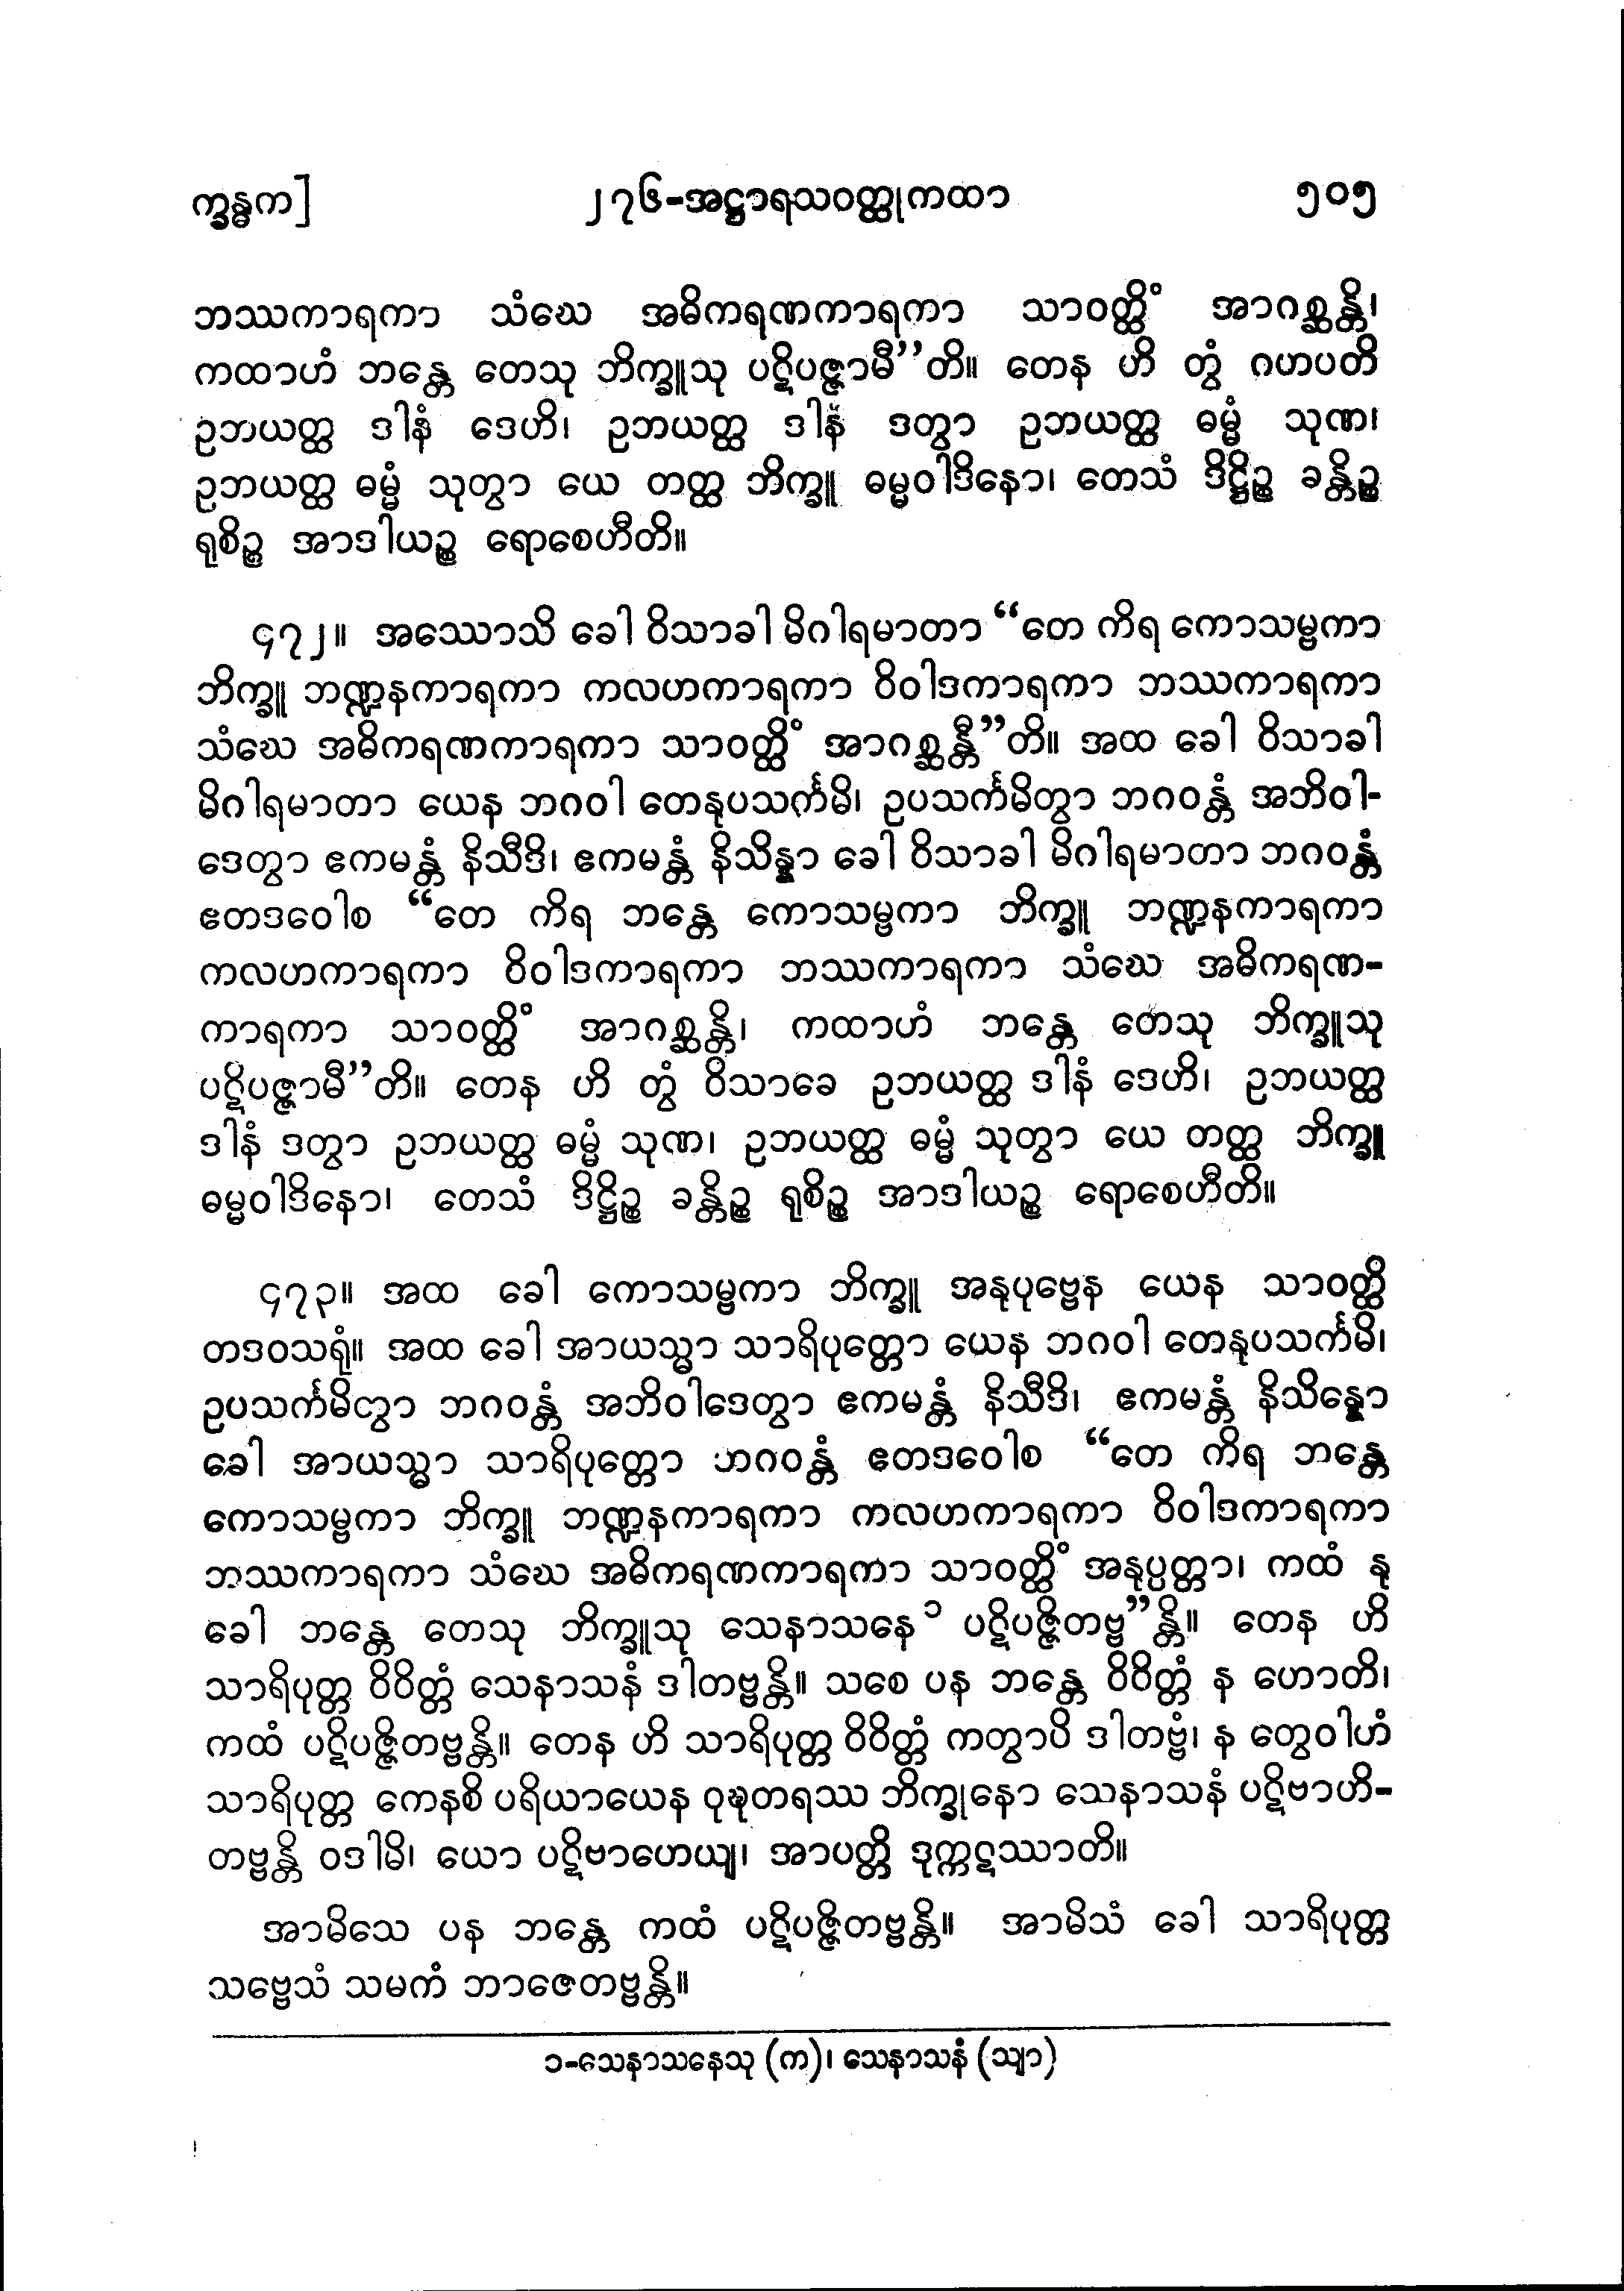 က္ခန္ဓက]
၂၇၆-အဋ္ဌာရသဝတ္ထုကထာ
၅၀၅
ဘဿကာရကာ သံဃေ အဓိကရဏကာရကာ သာဝတ္ထိံ အာဂစ္ဆန္တိ၊
ကထာဟံ ဘန္တေ တေသု ဘိက္ခူသု ပဋိပဇ္ဇာမီ”တိ။ တေန ဟိ တွံ ဂဟပတိ
ဥဘယတ္ထ ဒါနံ ဒေဟိ၊ ဥဘယတ္ထ ဒါနံ ဒတွာ ဥဘယတ္ထ ဓမ္မံ သုဏ၊
ဥဘယတ္ထ ဓမ္မံ သုတွာ ယေ တတ္ထ ဘိက္ခူ ဓမ္မဝါဒိနော၊ တေသံ ဒိဋ္ဌိဉ္စ ခန္တိဉ္စ
ရုစိဉ္စ အာဒါယဉ္စ ရောစေဟီတိ။
၄၇၂။ အဿောသိ ခေါ ဝိသာခါ မိဂါရမာတာ “တေ ကိရ ကောသမ္ဗကာ
ဘိက္ခူ ဘဏ္ဍနကာရကာ ကလဟကာရကာ ဝိဝါဒကာရကာ ဘဿကာရကာ
သံဃေ အဓိကရဏကာရကာ သာဝတ္ထိံ အာဂစ္ဆန္တီ”တိ။ အထ ခေါ ဝိသာခါ
မိဂါရမာတာ ယေန ဘဂဝါ တေနုပသင်္ကမိ၊ ဥပသင်္ကမိတွာ ဘဂဝန္တံ အဘိဝါ-
ဒေတွာ ဧကမန္တံ နိသီဒိ၊ ဧကမန္တံ နိသိန္နာ ခေါ ဝိသာခါ မိဂါရမာတာ ဘဂဝန္တံ
ဧတဒဝေါစ “တေ ကိရ ဘန္တေ ကောသမ္ဗကာ ဘိက္ခူ ဘဏ္ဍနကာရကာ
ကလဟကာရကာ ဝိဝါဒကာရကာ ဘဿကာရကာ သံဃေ အဓိကရဏ-
ကာရကာ သာဝတ္ထိံ အာဂစ္ဆန္တိ၊ ကထာဟံ ဘန္တေ တေသု ဘိက္ခူသု
ပဋိပဇ္ဇာမီ”တိ။ တေန ဟိ တွံ ဝိသာခေ ဥဘယတ္ထ ဒါနံ ဒေဟိ၊ ဥဘယတ္ထ
ဒါနံ ဒတွာ ဥဘယတ္ထ ဓမ္မံ သုဏ၊ ဥဘယတ္ထ ဓမ္မံ သုတွာ ယေ တတ္ထ ဘိက္ခူ
ဓမ္မဝါဒိနော၊ တေသံ ဒိဋ္ဌိဉ္စ ခန္တိဉ္စ ရုစိဉ္စ အာဒါယဉ္စ ရောစေဟီတိ။
၄၇၃။ အထ ခေါ ကောသမ္ဗကာ ဘိက္ခူ အနုပုဗ္ဗေန ယေန သာဝတ္ထိ
တဒဝသရုံ။ အထ ခေါ အာယသ္မာ သာရိပုတ္တော ယေန ဘဂဝါ တေနုပသင်္ကမိ၊
ဥပသင်္ကမိတွာ ဘဂဝန္တံ အဘိဝါဒေတွာ ဧကမန္တံ နိသီဒိ၊ ဧကမန္တံ နိသိန္နော
ခေါ အာယသ္မာ သာရိပုတ္တော ဘဂဝန္တံ ဧတဒဝေါစ “တေ ကိရ ဘန္တေ
ကောသမ္ဗကာ ဘိက္ခူ ဘဏ္ဍနကာရကာ ကလဟကာရကာ ဝိဝါဒကာရကာ
ဘဿကာရကာ သံဃေ အဓိကရဏကာရကာ သာဝတ္ထိံ အနုပ္ပတ္တာ၊ ကထံ နု
ခေါ ဘန္တေ တေသု ဘိက္ခူသု သေနာသနေ ၁ ပဋိပဇ္ဇိတဗ္ဗ”န္တိ။ တေန ဟိ
သာရိပုတ္တ ဝိဝိတ္တံ သေနာသနံ ဒါတဗ္ဗန္တိ။ သစေ ပန ဘန္တေ ဝိဝိတ္တံ န ဟောတိ၊
ကထံ ပဋိပဇ္ဇိတဗ္ဗန္တိ။ တေန ဟိ သာရိပုတ္တ ဝိဝိတ္တံ ကတွာပိ ဒါတဗ္ဗံ၊ န တွေဝါဟံ
သာရိပုတ္တ ကေနစိ ပရိယာယေန ဝုဍ္ဎတရဿ ဘိက္ခုနော သေနာသနံ ပဋိဗာဟိ-
တဗ္ဗန္တိ ဝဒါမိ၊ ယော ပဋိဗာဟေယျ၊ အာပတ္တိ ဒုက္ကဋဿာတိ။
အာမိသေ ပန ဘန္တေ ကထံ ပဋိပဇ္ဇိတဗ္ဗန္တိ။ အာမိသံ ခေါ သာရိပုတ္တ
သဗ္ဗေသံ သမကံ ဘာဇေတဗ္ဗန္တိ။
၁-သေနာသနေသု (က)၊ သေနာသနံ (သျာ)